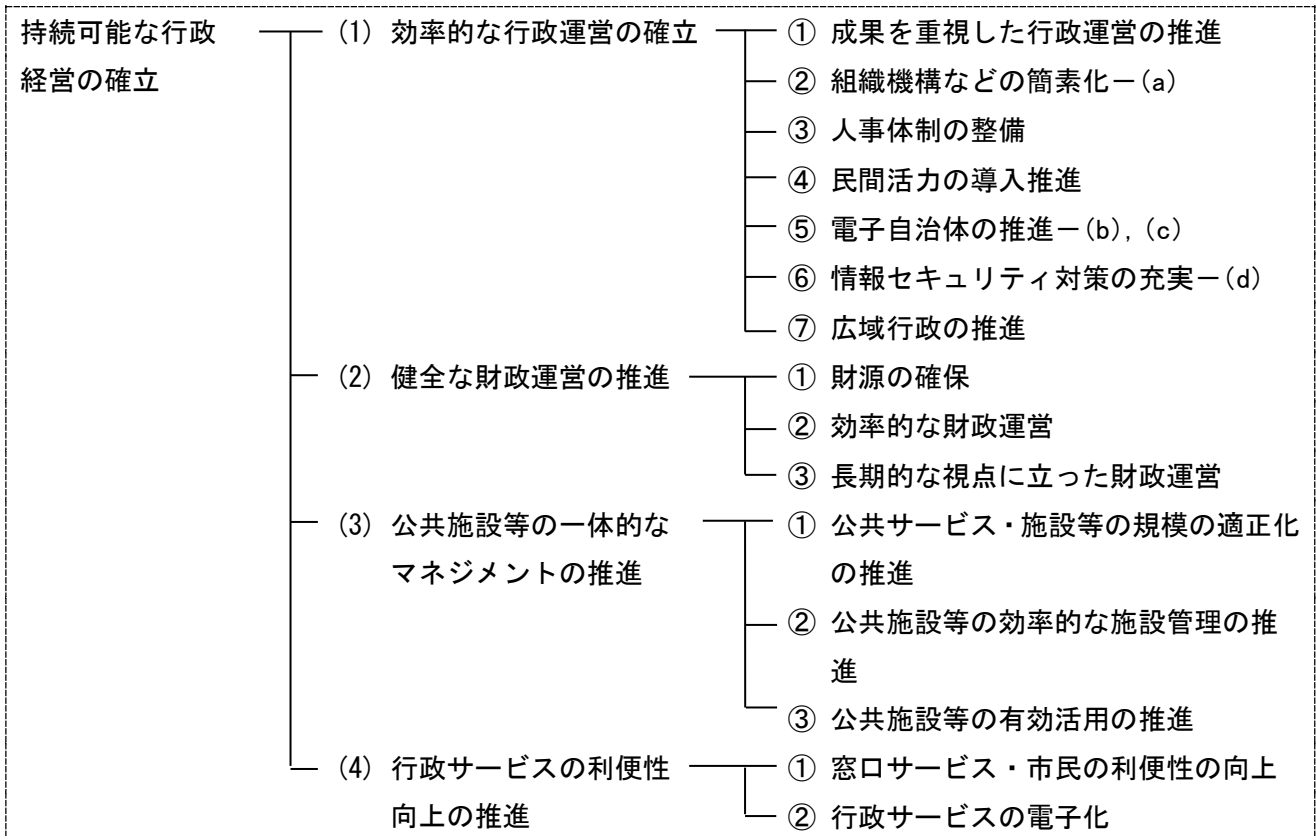 持続可能な行政 (1) 効率的な行政運営の確立 ① 成果を重視した行政運営の推進
経営の確立 ② 組織機構などの簡素化－(a)
③ 人事体制の整備
④ 民間活力の導入推進
⑤ 電子自治体の推進－(b), (c)
⑥ 情報セキュリティ対策の充実－(d)
⑦ 広域行政の推進
(2) 健全な財政運営の推進 ① 財源の確保
② 効率的な財政運営
③ 長期的な視点に立った財政運営
(3) 公共施設等の一体的な ① 公共サービス・施設等の規模の適正化
マネジメントの推進 の推進
② 公共施設等の効率的な施設管理の推
進
③ 公共施設等の有効活用の推進
(4) 行政サービスの利便性 ① 窓口サービス・市民の利便性の向上
向上の推進 ② 行政サービスの電子化